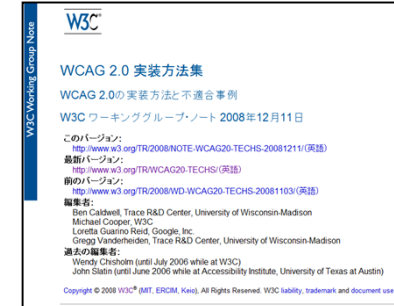 W3C®
W3C Working Group Note
WCAG 2.0 実装方法集
WCAG 2.0の実装方法と不適合事例
W3C ワーキンググループ・ノート 2008年12月11日
このバージョン:
http://www.w3.org/TR/2008/NOTE-WCAG20-TECHS-20081211/(英語)
最新バージョン:
http://www.w3.org/TR/WCAG20-TECHS/(英語)
前のバージョン:
http://www.w3.org/TR/2008/WD-WCAG20-TECHS-20081103/(英語)
編集者:
Ben Caldwell, Trace R&D Center, University of Wisconsin-Madison
Michael Cooper, W3C
Loretta Guarino Reid, Google, Inc.
Gregg Vanderheiden, Trace R&D Center, University of Wisconsin-Madison
過去の編集者:
Wendy Chisholm (until July 2006 while at W3C)
John Slatin (until June 2006 while at Accessibility Institute, University of Texas at Austin)
Copyright © 2008 W3C® (MIT, ERCIM, Keio), All Rights Reserved. W3C liability, trademark and document use